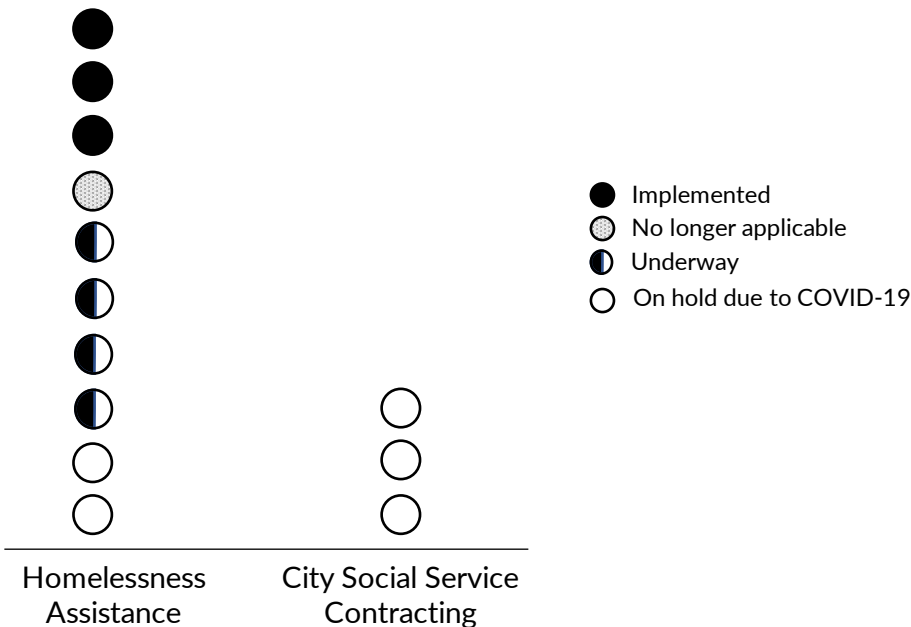 Implemented
No longer applicable
Underway
On hold due to COVID-19
Homelessness
Assistance
City Social Service
Contracting